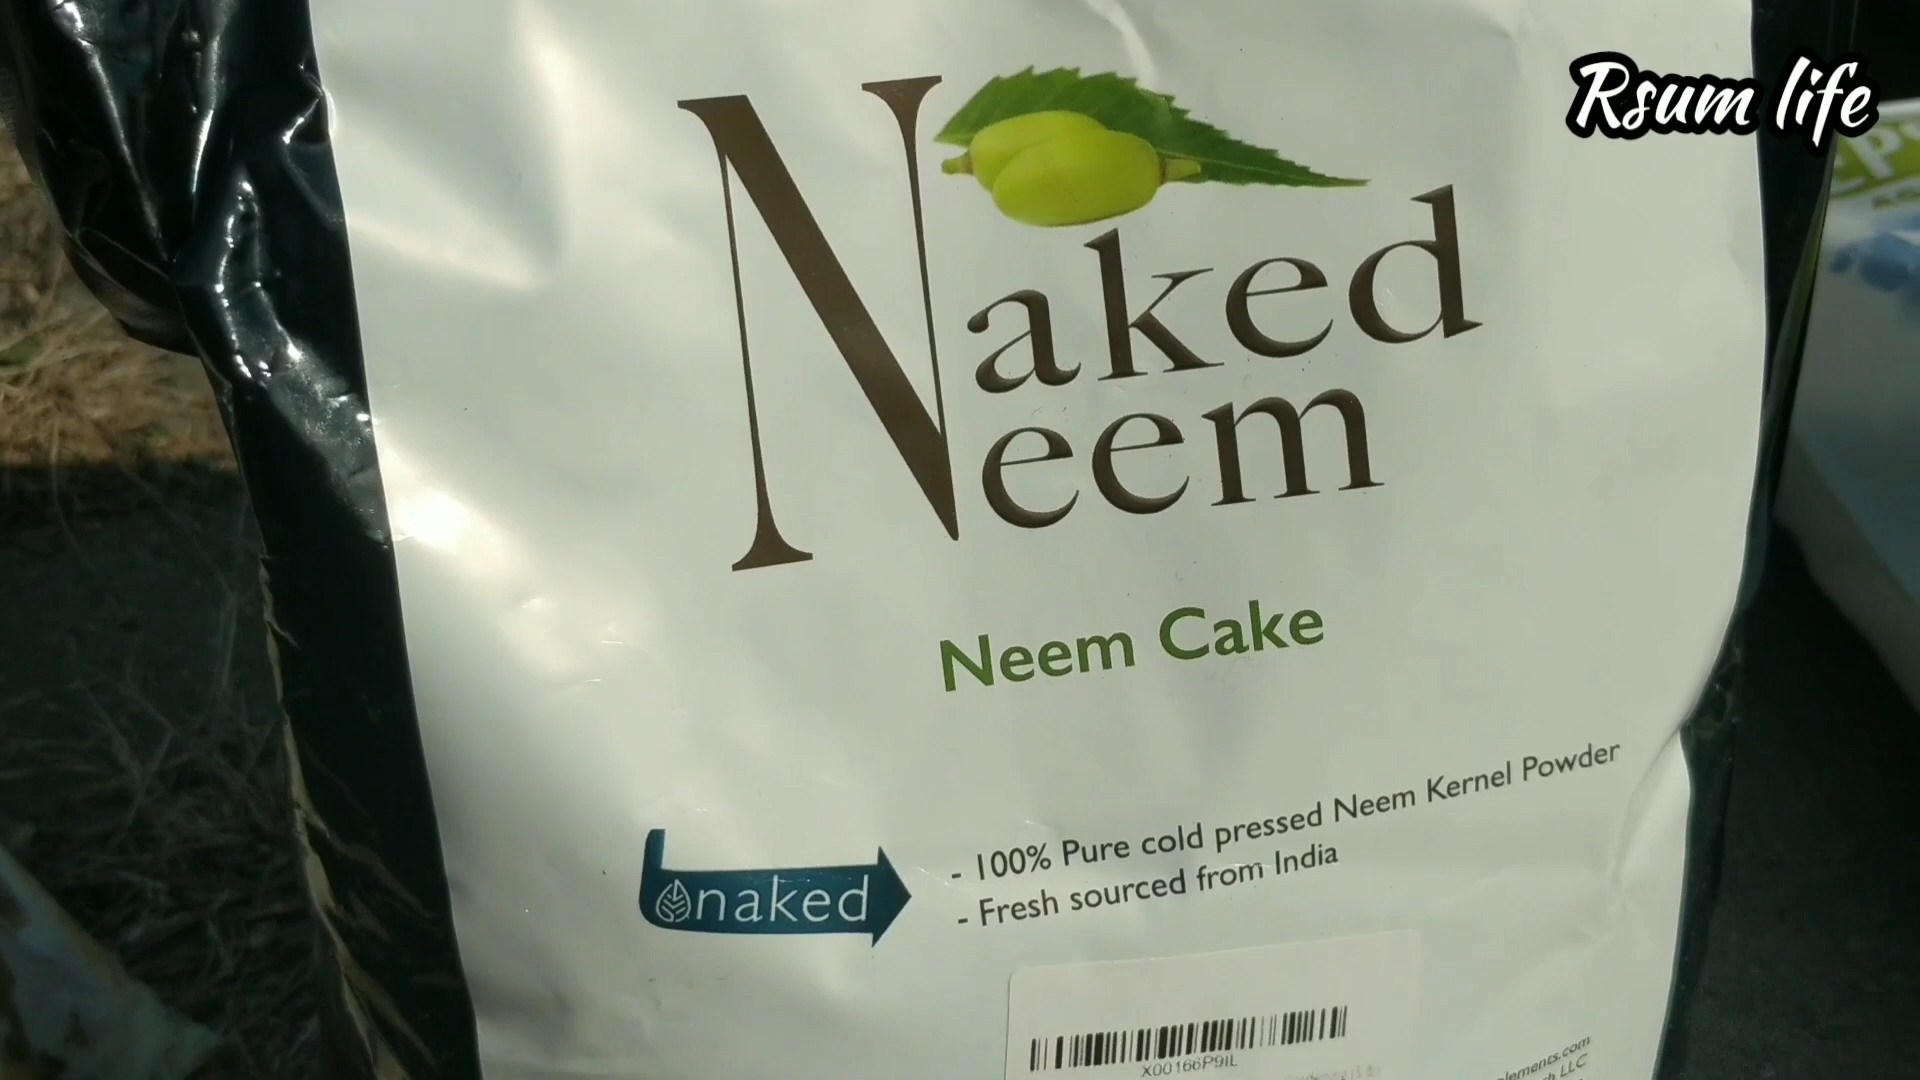 Rsum life
Naked
Neem
Neem Cake
naked
- 100% Pure cold pressed Neem Kernel Powder
- Fresh sourced from India
X00166P9IL
LLC